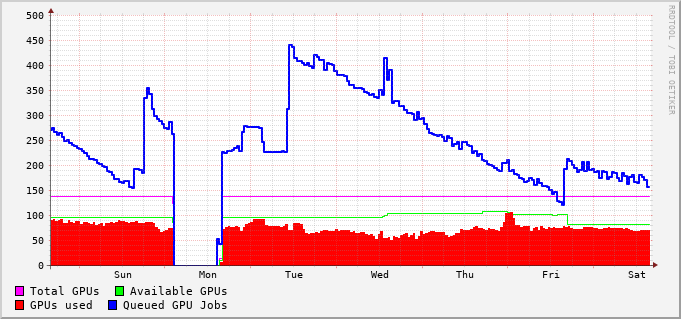 500
450
400
350
300
250
200
150
100
50
0
Sun Mon Tue Wed Thu Fri Sat
Total GPUs Available GPUs
GPUs used Queued GPU Jobs
RRDTOOL / TOBI OETIKER